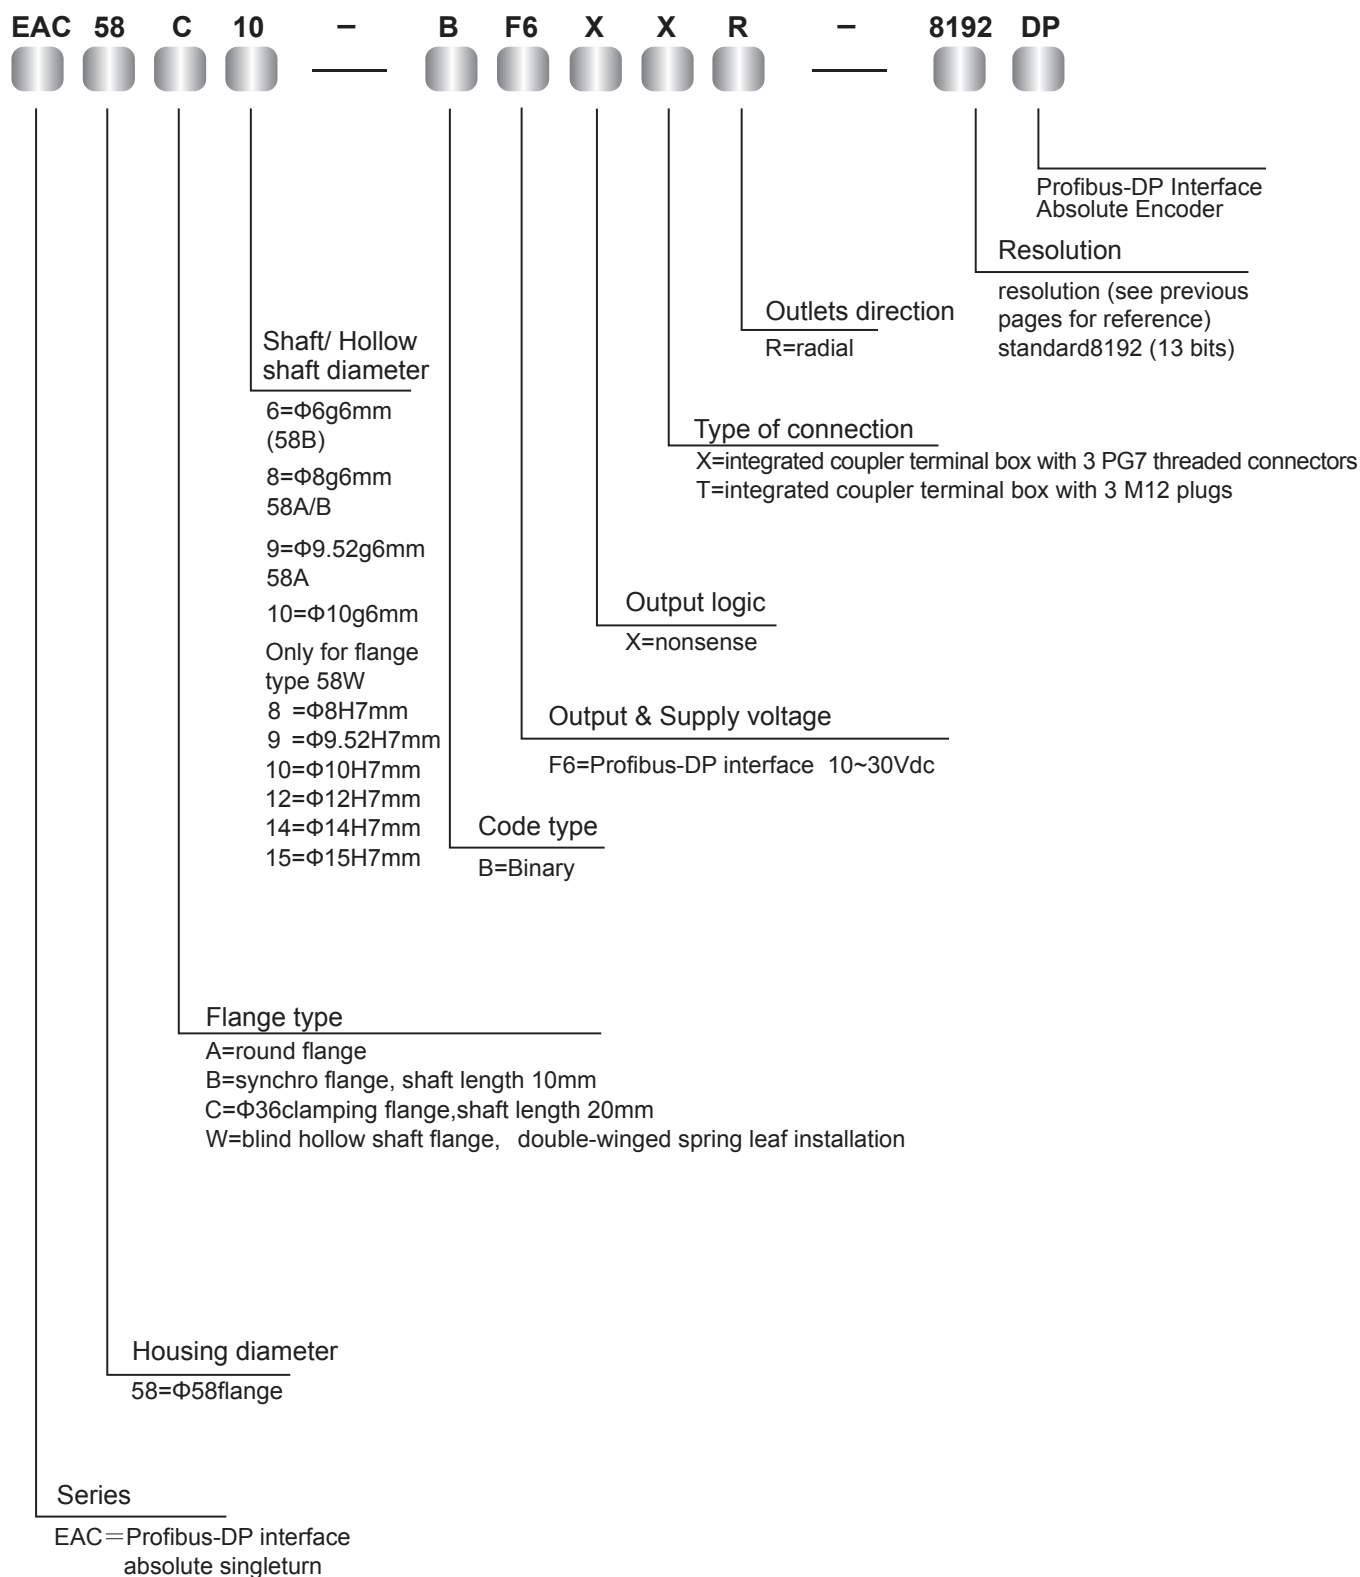 EAC 58 C 10 – B F6 X X R – 8192 DP
Profibus-DP Interface
Absolute Encoder
Resolution
resolution (see previous
pages for reference)
standard8192 (13 bits)
Outlets direction
R=radial
Shaft/ Hollow
shaft diameter
6=Φ6g6mm
(58B)
8=Φ8g6mm
58A/B
9=Φ9.52g6mm
58A
10=Φ10g6mm
Only for flange
type 58W
8 =Φ8H7mm
9 =Φ9.52H7mm
10=Φ10H7mm
12=Φ12H7mm
14=Φ14H7mm
15=Φ15H7mm
Type of connection
X=integrated coupler terminal box with 3 PG7 threaded connectors
T=integrated coupler terminal box with 3 M12 plugs
Output logic
X=nonsense
Output & Supply voltage
F6=Profibus-DP interface 10~30Vdc
Code type
B=Binary
Flange type
A=round flange
B=synchro flange, shaft length 10mm
C=Φ36clamping flange,shaft length 20mm
W=blind hollow shaft flange, double-winged spring leaf installation
Housing diameter
58=Φ58flange
Series
EAC=Profibus-DP interface
absolute singleturn